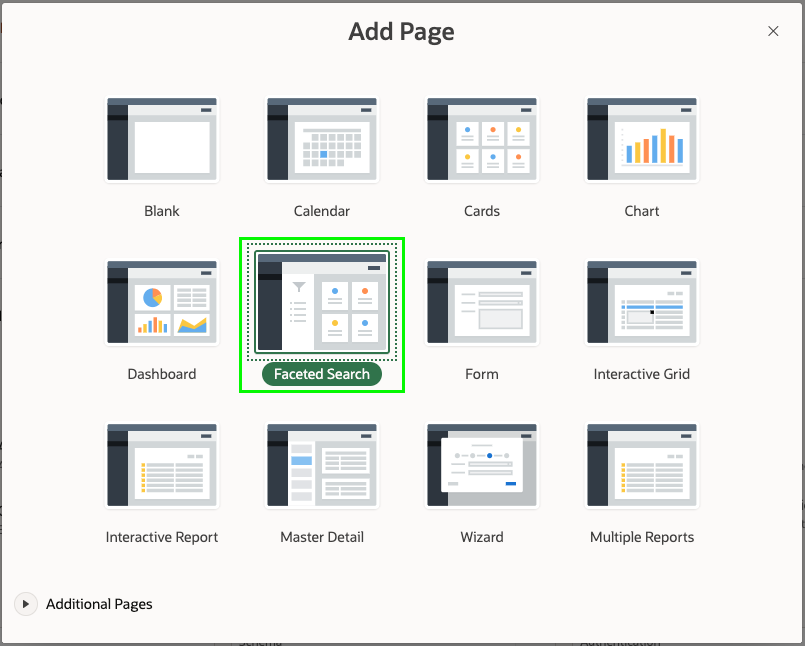 Add Page
Blank
Calendar
Cards
Chart
Dashboard
Faceted Search
Form
Interactive Grid
Interactive Report
Master Detail
Wizard
Multiple Reports
Additional Pages